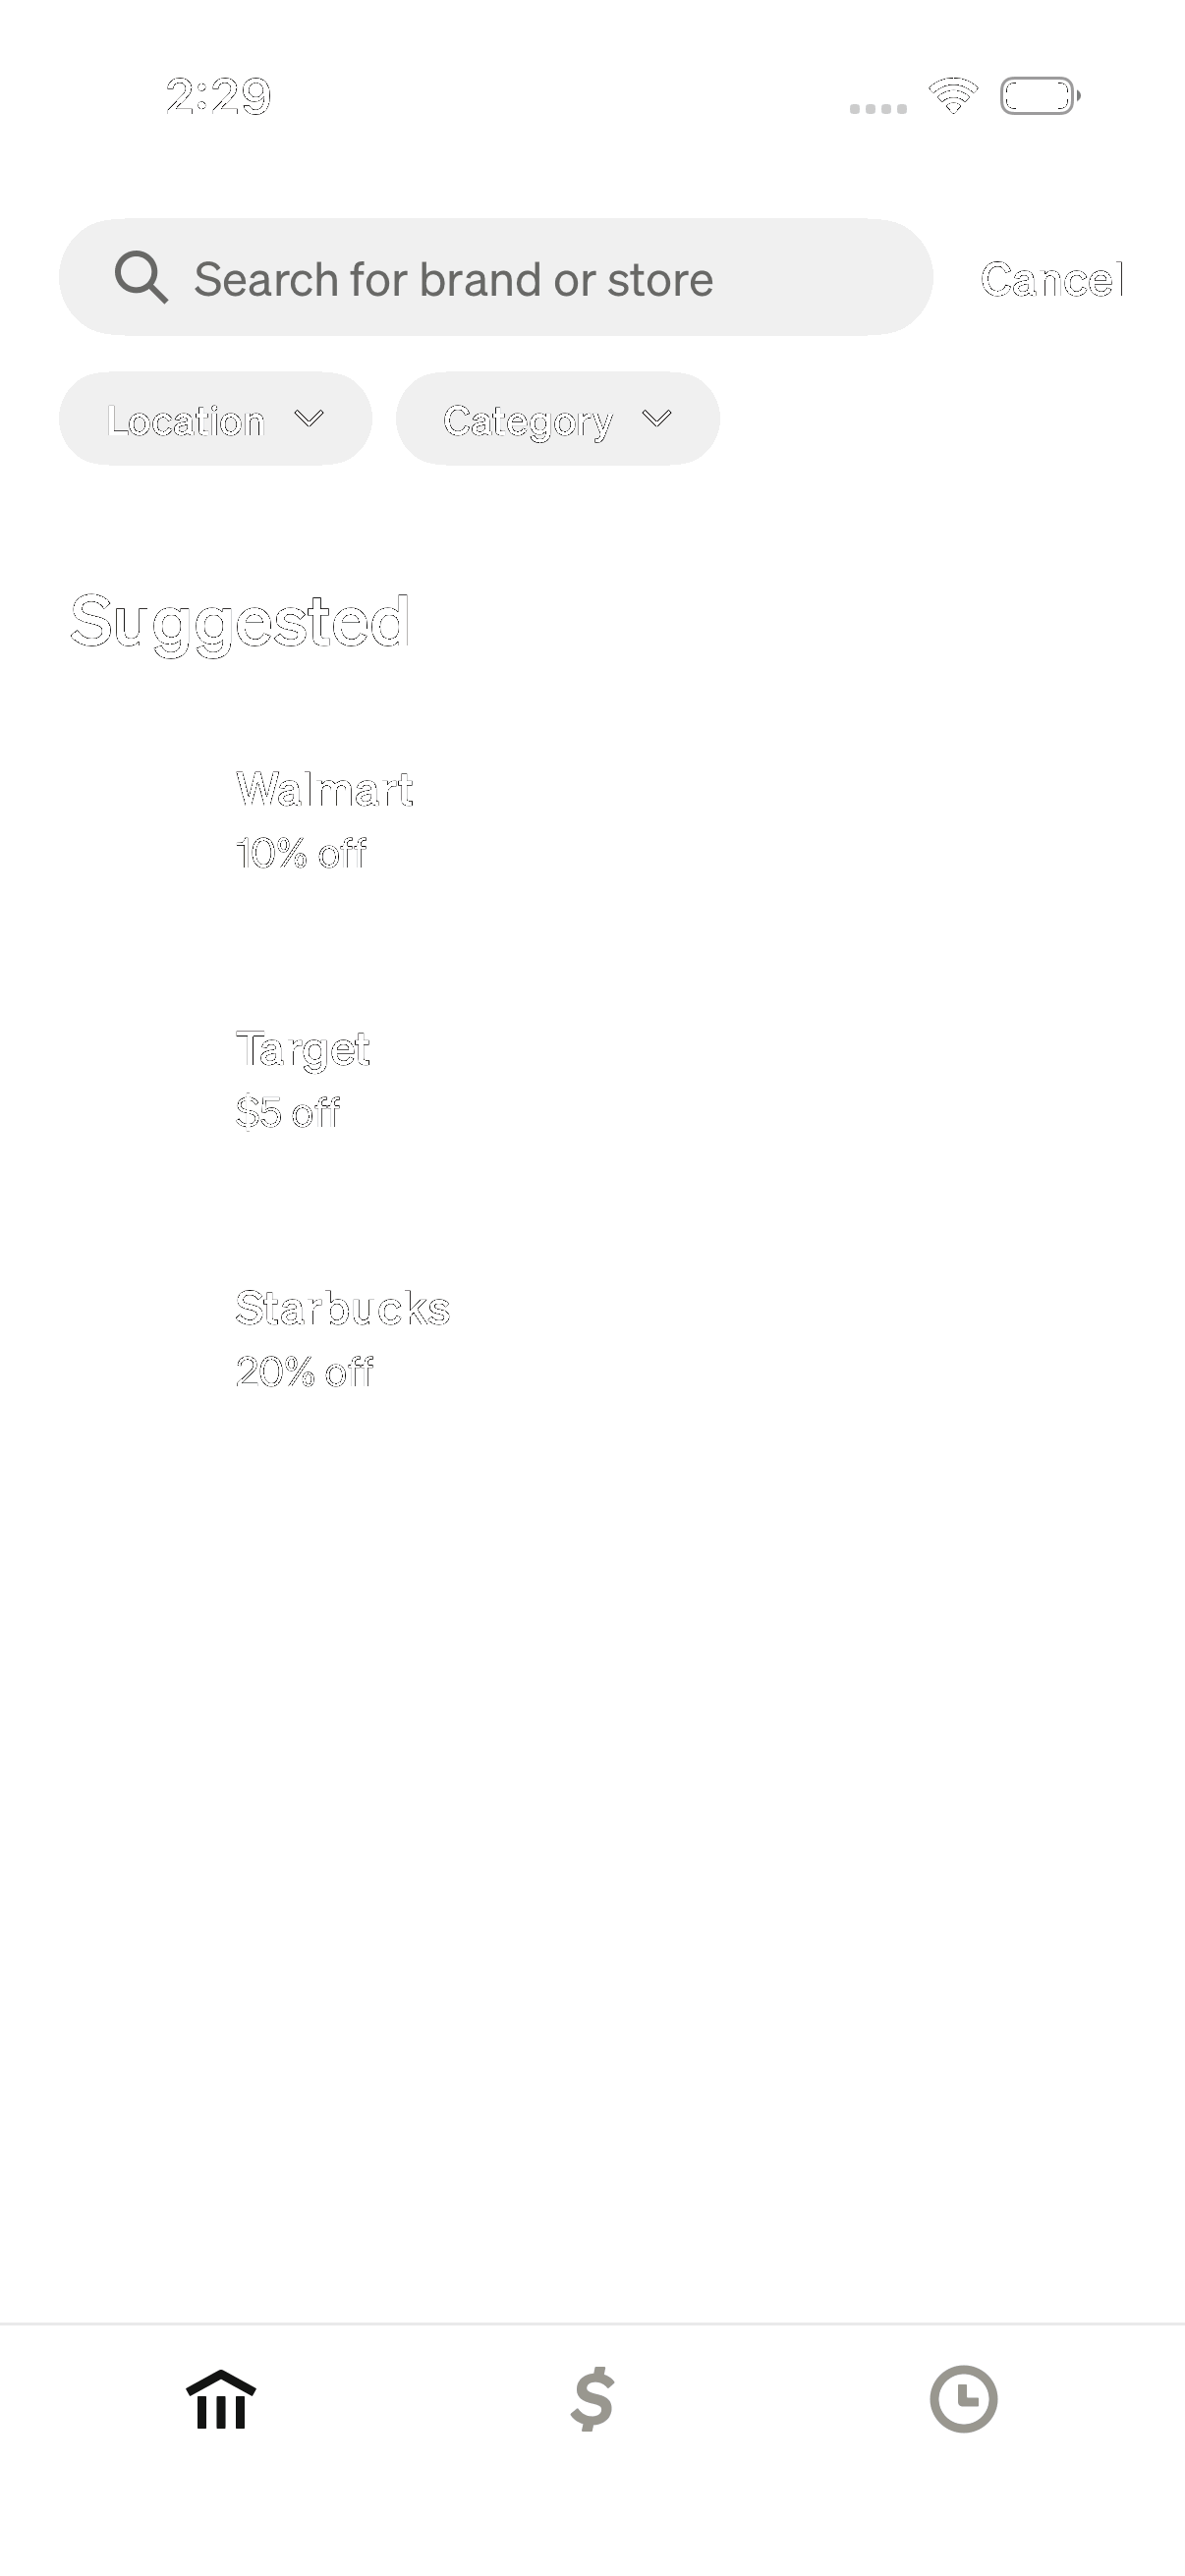 2:29
Search for brand or store
Cancel
Location
Category
Suggested
Walmart
10% off
Target
$5 off
Starbucks
20% off
$